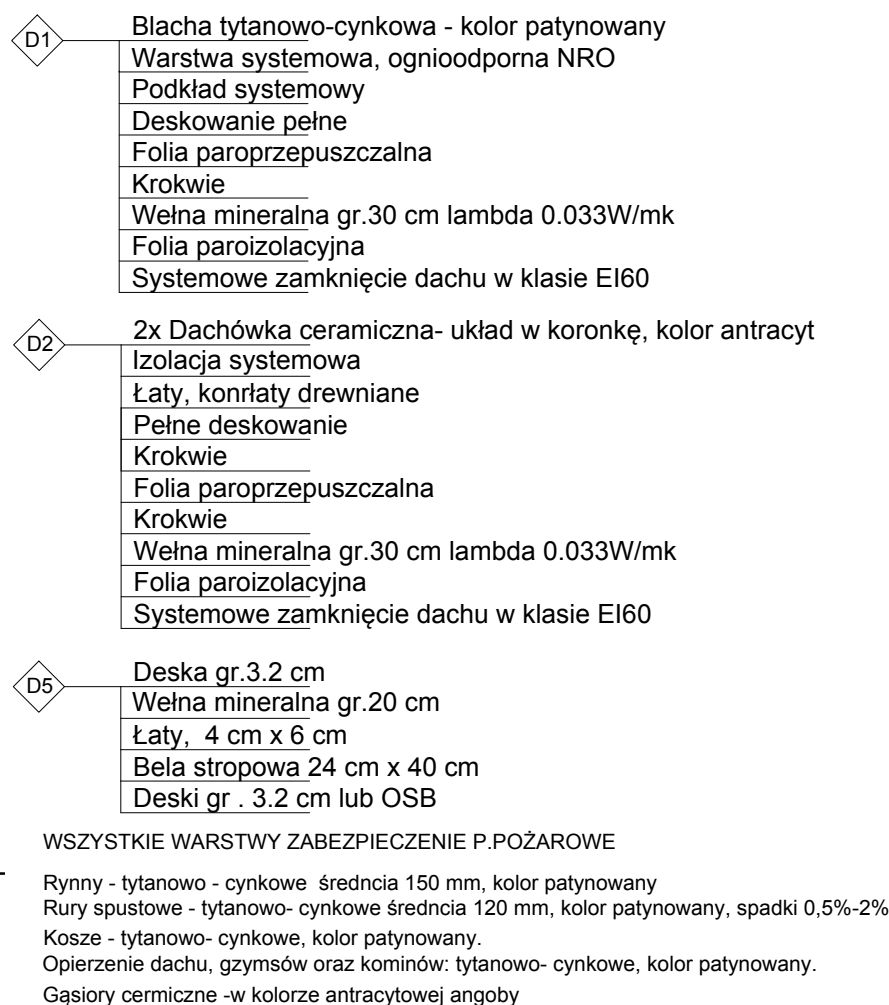 D1
Blacha tytanowo-cynkowa - kolor patynowany
Warstwa systemowa, ognioodporna NRO
Podkład systemowy
Deskowanie pełne
Folia paroprzepuszczalna
Krokwie
Wełna mineralna gr.30 cm lambda 0.033W/mk
Folia paroizolacyjna
Systemowe zamknięcie dachu w klasie EI60
D2
2x Dachówka ceramiczna- układ w koronkę, kolor antracyt
Izolacja systemowa
Łaty, konrłaty drewniane
Pełne deskowanie
Krokwie
Folia paroprzepuszczalna
Krokwie
Wełna mineralna gr.30 cm lambda 0.033W/mk
Folia paroizolacyjna
Systemowe zamknięcie dachu w klasie EI60
D5
Deska gr.3.2 cm
Wełna mineralna gr.20 cm
Łaty, 4 cm x 6 cm
Bela stropowa 24 cm x 40 cm
Deski gr . 3.2 cm lub OSB
WSZYSTKIE WARSTWY ZABEZPIECZENIE P.POŻAROWE
Rynny - tytanowo - cynkowe średncia 150 mm, kolor patynowany
Rury spustowe - tytanowo- cynkowe średncia 120 mm, kolor patynowany, spadki 0,5%-2%
Kosze - tytanowo- cynkowe, kolor patynowany.
Opierzenie dachu, gzymsów oraz kominów: tytanowo- cynkowe, kolor patynowany.
Gąsiory cermiczne -w kolorze antracytowej angoby